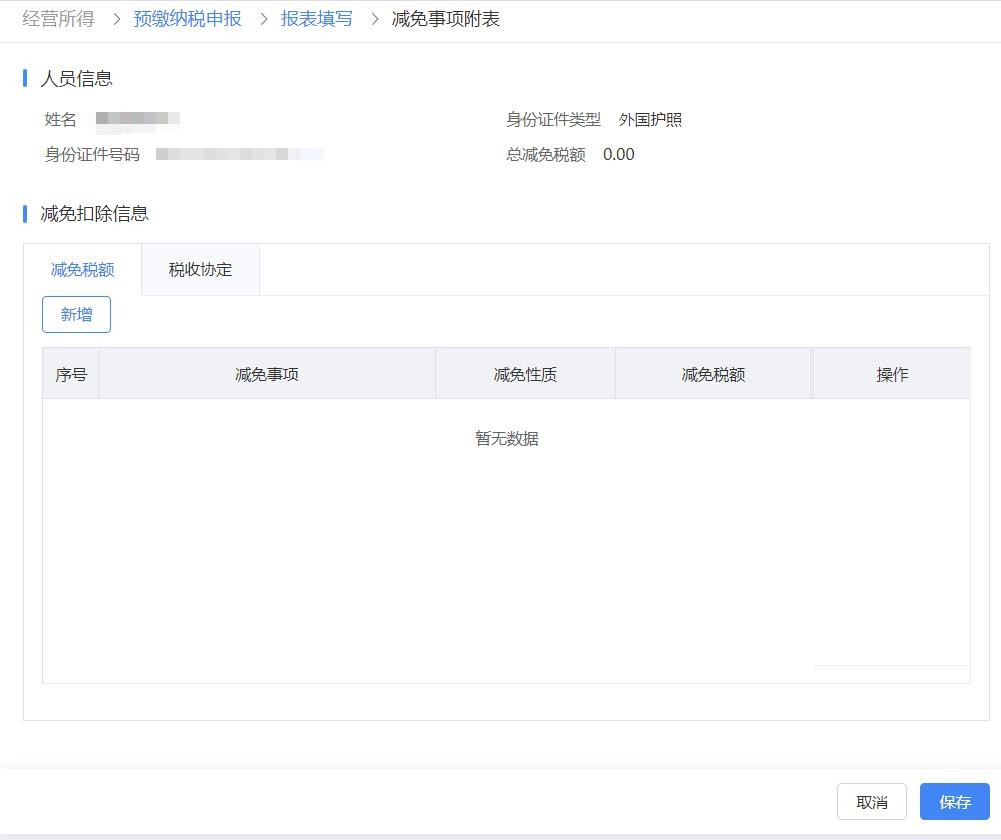 经营所得 > 预缴纳税申报 > 报表填写 > 减免事项附表
人员信息
姓名 身份证件类型 外国护照
身份证件号码 总减免税额 0.00
减免扣除信息
减免税额 税收协定
新增
序号 减免事项 减免性质 减免税额 操作
暂无数据
取消 保存